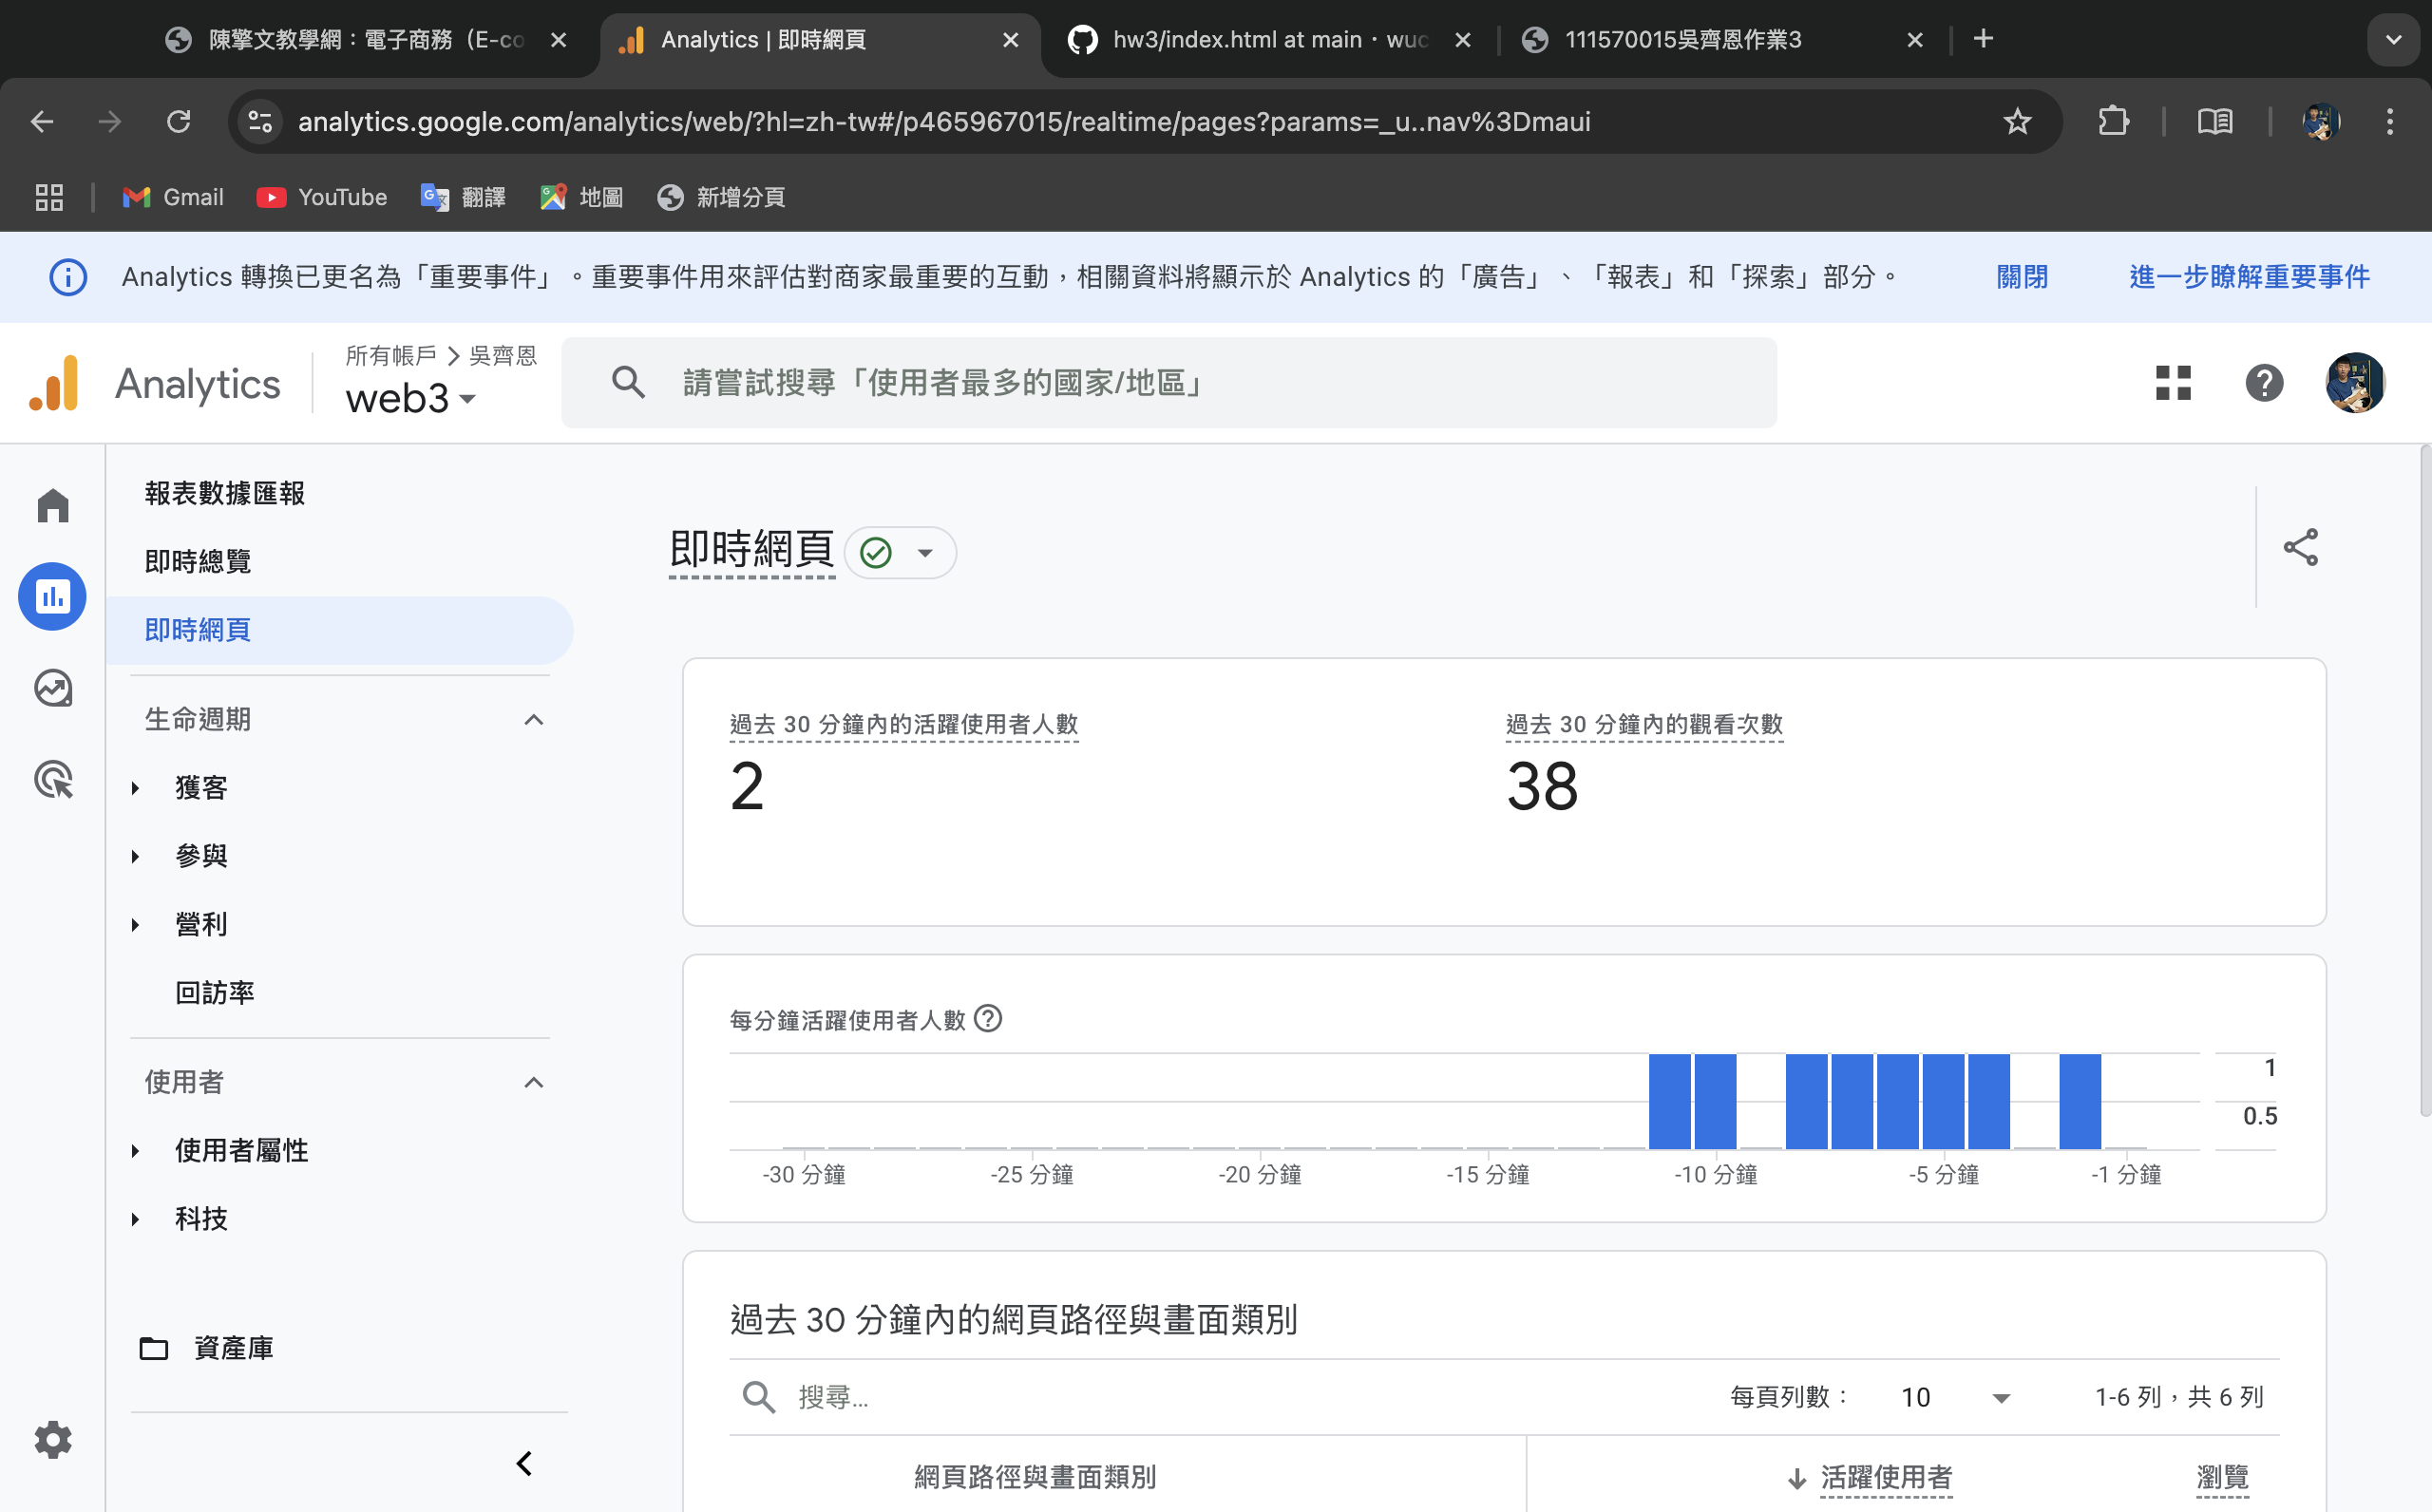 陳擎文教學網：電子商務（E-co
Analytics | 即時網頁
hw3/index.html at main · wuc
111570015吳齊恩作業3
analytics.google.com/analytics/web/?hl=zh-tw#/p465967015/realtime/pages?params=_u..nav%3Dmaui
Gmail
YouTube
翻譯
地圖
新增分頁
Analytics 轉換已更名為「重要事件」。重要事件用來評估對商家最重要的互動，相關資料將顯示於 Analytics 的「廣告」、「報表」和「探索」部分。
關閉
進一步瞭解重要事件
Analytics
所有帳戶 > 吳齊恩
web3
請嘗試搜尋「使用者最多的國家/地區」
報表數據匯報
即時總覽
即時網頁
生命週期
獲客
參與
營利
回訪率
使用者
使用者屬性
科技
資產庫
即時網頁
過去 30 分鐘內的活躍使用者人數
2
過去 30 分鐘內的觀看次數
38
每分鐘活躍使用者人數
1
0.5
-30 分鐘
-25 分鐘
-20 分鐘
-15 分鐘
-10 分鐘
-5 分鐘
-1 分鐘
過去 30 分鐘內的網頁路徑與畫面類別
搜尋...
每頁列數：
10
1-6 列，共 6 列
網頁路徑與畫面類別
活躍使用者
瀏覽